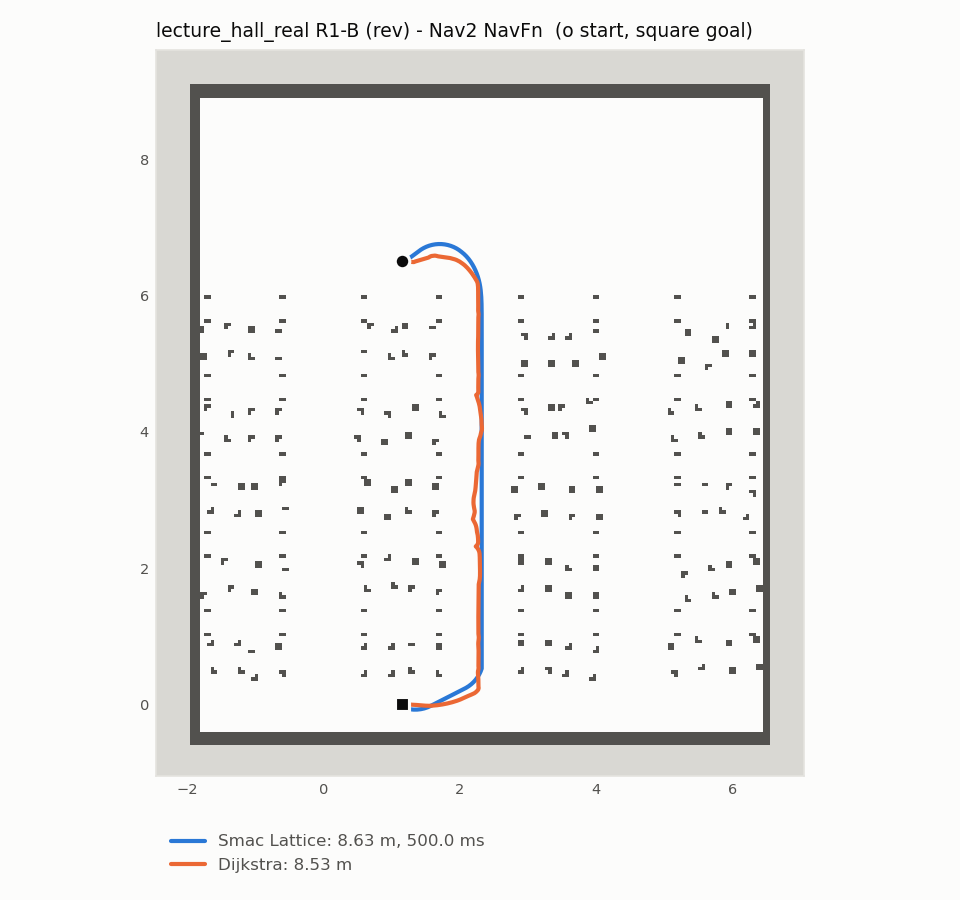 lecture_hall_real R1-B (rev) - Nav2 NavFn  (o start, square goal)
8
6
4
2
0
−2 0 2 4 6
Smac Lattice: 8.63 m, 500.0 ms
Dijkstra: 8.53 m